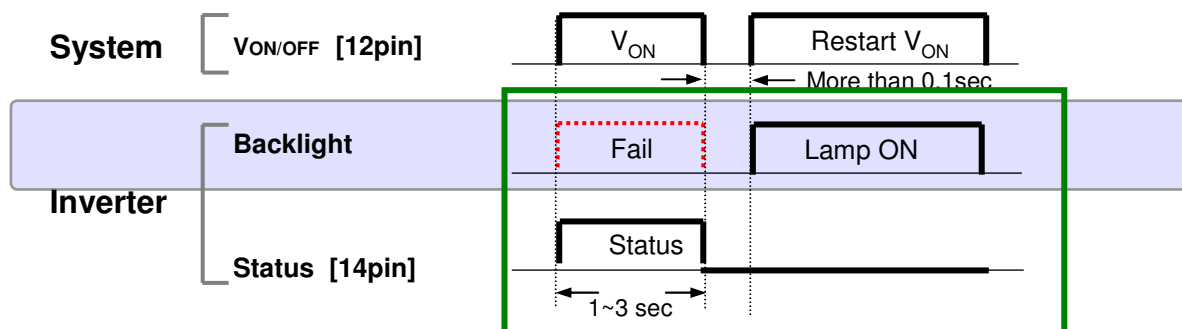 System
VON/OFF [12pin]
VON
Restart VON
More than 0.1sec
Backlight
Fail
Lamp ON
Inverter
Status [14pin]
Status
1~3 sec